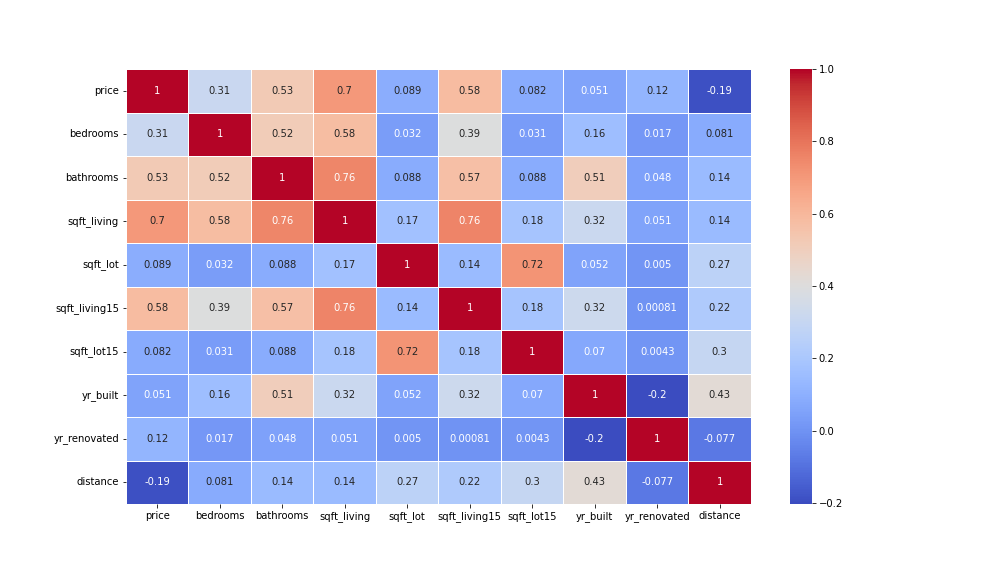 price 1 0.31 0.53 0.7 0.089 0.58 0.082 0.051 0.12 -0.19
bedrooms 0.31 1 0.52 0.58 0.032 0.39 0.031 0.16 0.017 0.081
bathrooms 0.53 0.52 1 0.76 0.088 0.57 0.088 0.51 0.048 0.14
sqft_living 0.7 0.58 0.76 1 0.17 0.76 0.18 0.32 0.051 0.14
sqft_lot 0.089 0.032 0.088 0.17 1 0.14 0.72 0.052 0.005 0.27
sqft_living15 0.58 0.39 0.57 0.76 0.14 1 0.18 0.32 0.00081 0.22
sqft_lot15 0.082 0.031 0.088 0.18 0.72 0.18 1 0.07 0.0043 0.3
yr_built 0.051 0.16 0.51 0.32 0.052 0.32 0.07 1 -0.2 0.43
yr_renovated 0.12 0.017 0.048 0.051 0.005 0.00081 0.0043 -0.2 1 -0.077
distance -0.19 0.081 0.14 0.14 0.27 0.22 0.3 0.43 -0.077 1
price bedrooms bathrooms sqft_living sqft_lot sqft_living15 sqft_lot15 yr_built yr_renovated distance
1.0
0.8
0.6
0.4
0.2
0.0
−0.2